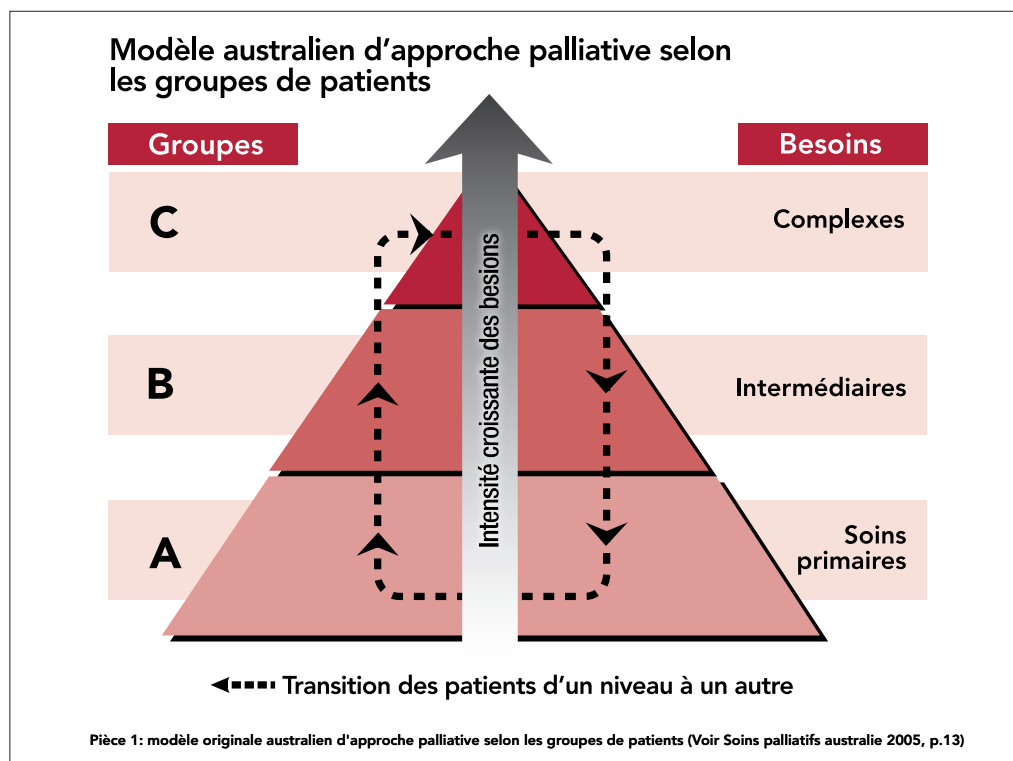 Modèle australien d’approche palliative selon
les groupes de patients
Groupes
Besoins
C
Complexes
B
Intermédiaires
A
Soins
primaires
Intensité croissante des besions
Transition des patients d’un niveau à un autre
Pièce 1: modèle originale australien d'approche palliative selon les groupes de patients (Voir Soins palliatifs australie 2005, p.13)